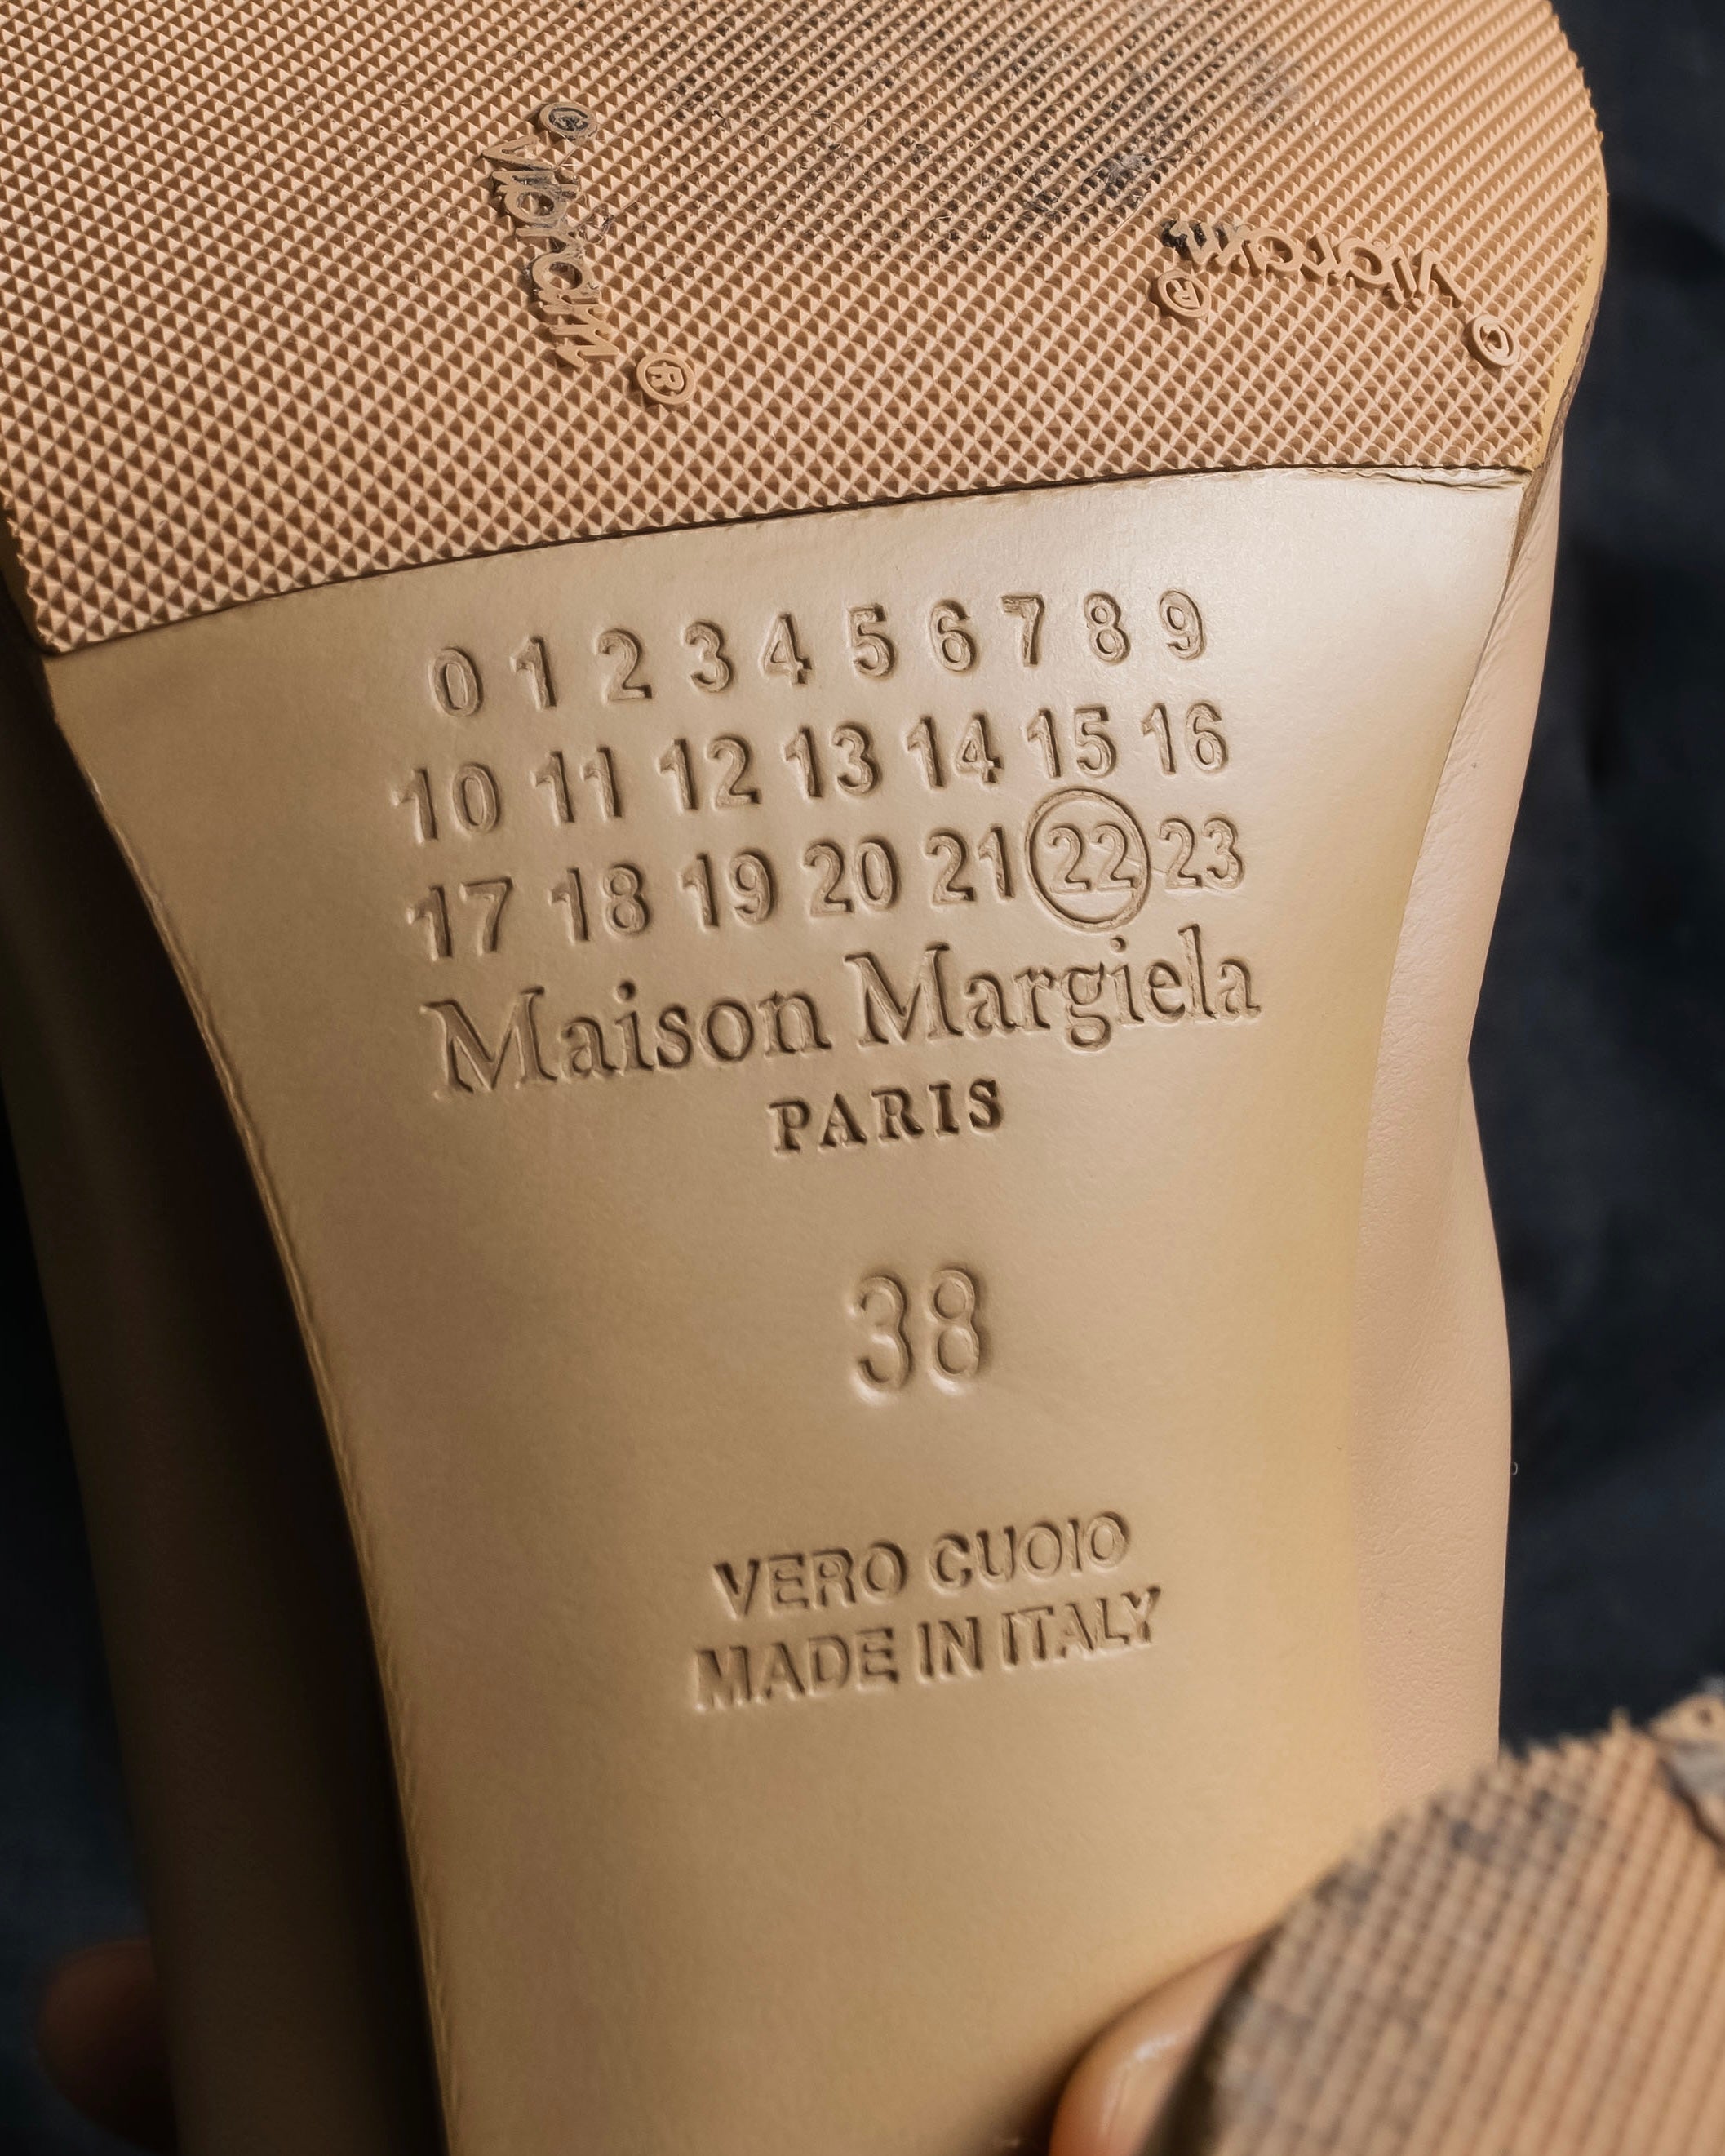 © vibram ®
© vibram ®
0 1 2 3 4 5 6 7 8 9
10 11 12 13 14 15 16
17 18 19 20 21 22 23
Maison Margiela
PARIS
38
VERO CUOIO
MADE IN ITALY